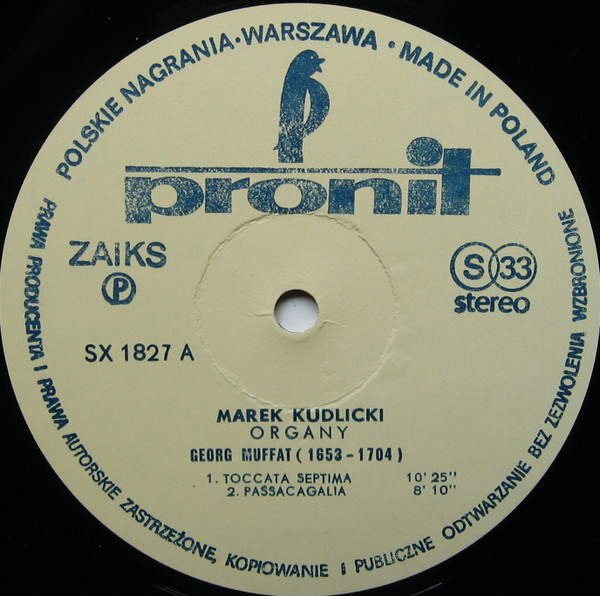 POLSKIE NAGRANIA • WARSZAWA • MADE IN POLAND
pronit
ZAiKS
P
S 33
stereo
SX 1827 A
MAREK KUDLICKI
ORGANY
GEORG MUFFAT ( 1653 - 1704 )
1. TOCCATA SEPTIMA 10' 25"
2. PASSACAGALIA 8' 10"
PRAWA PRODUCENTA I PRAWA AUTORSKIE ZASTRZEŻONE, KOPIOWANIE I PUBLICZNE ODTWARZANIE BEZ ZEZWOLENIA WZBRONIONE